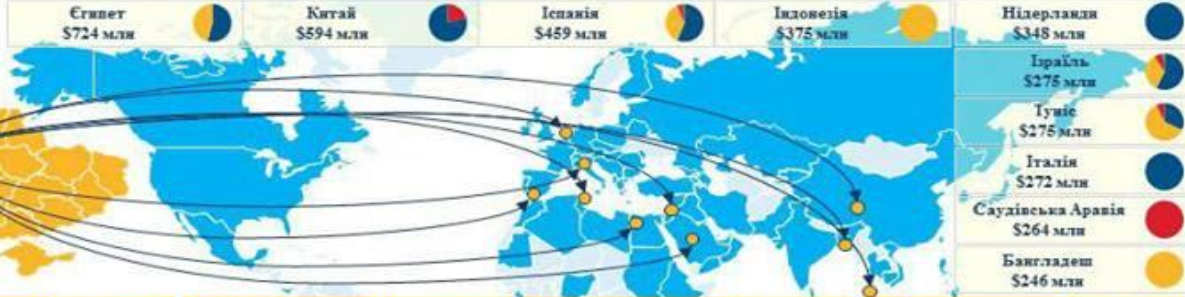 Єгипет
$724 млн
Китай
$594 млн
Іспанія
$459 млн
Індонезія
$375 млн
Нідерланди
$348 млн
Ізраїль
$275 млн
Туніс
$275 млн
Італія
$272 млн
Саудівська Аравія
$264 млн
Бангладеш
$246 млн